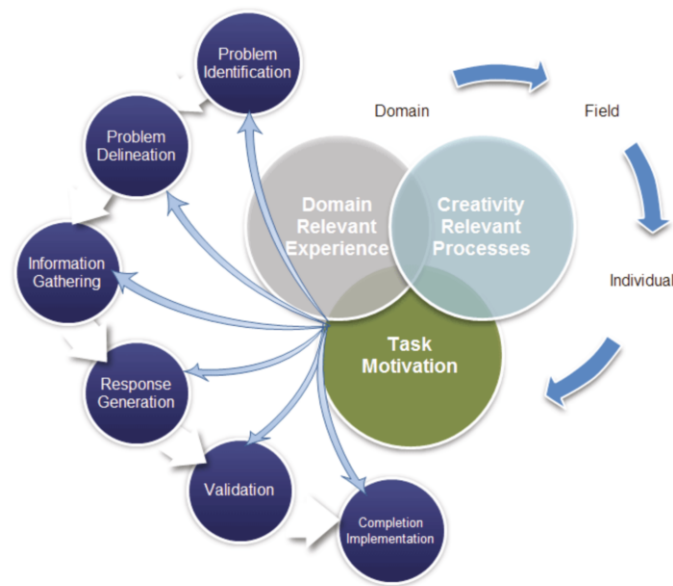 Problem
Identification
Problem
Delineation
Information
Gathering
Response
Generation
Validation
Completion
Implementation
Domain
Relevant
Experience
Creativity
Relevant
Processes
Task
Motivation
Domain
Field
Individual